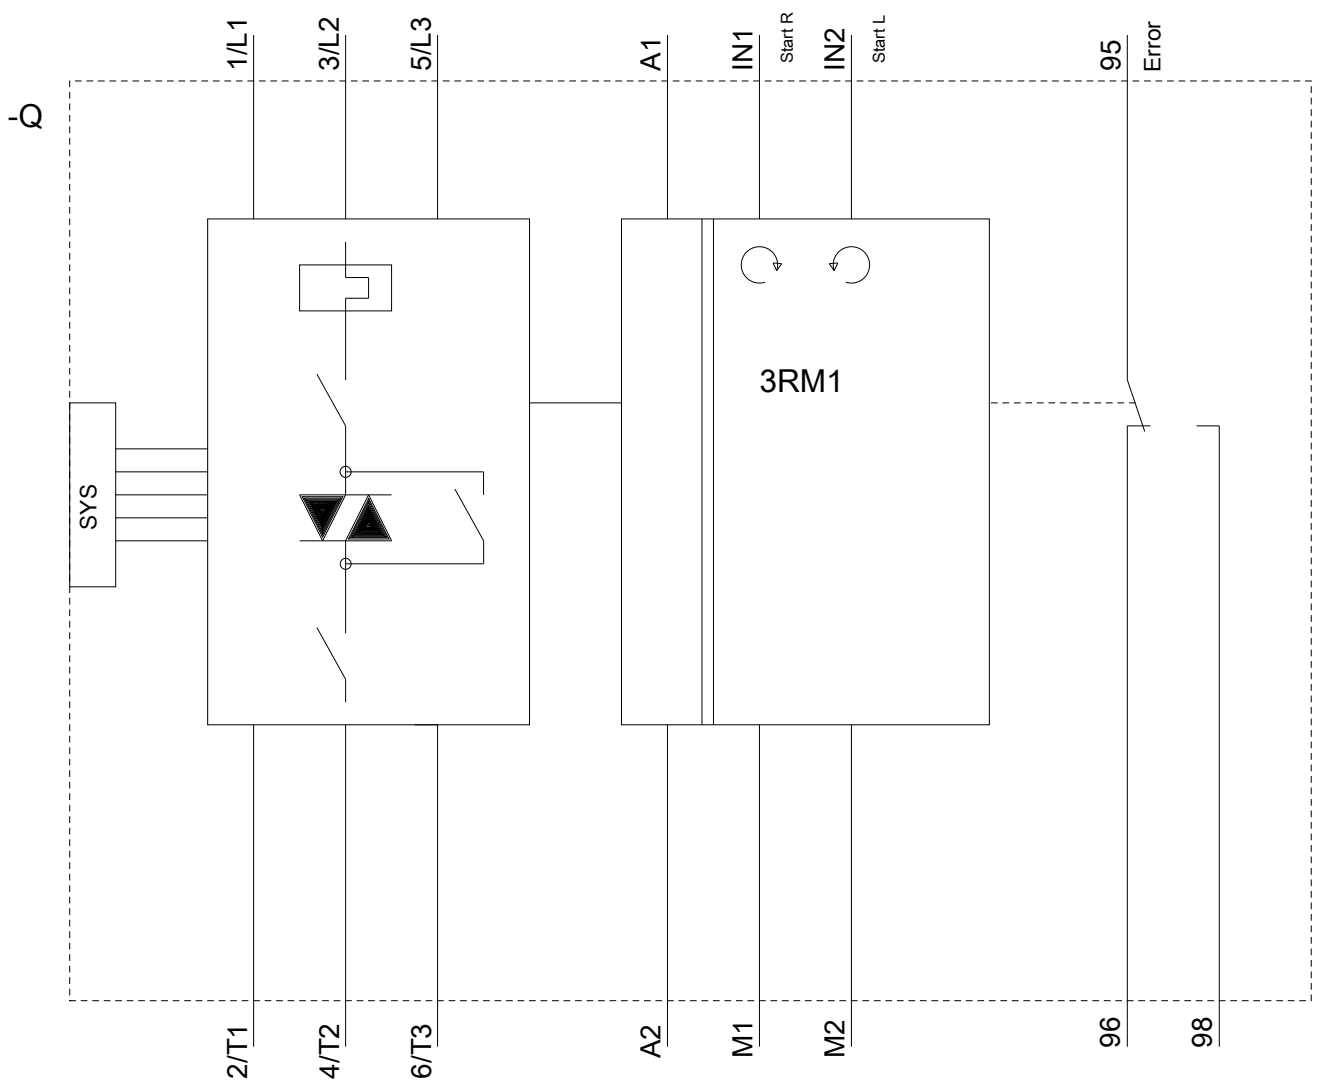 1/L1
3/L2
5/L3
A1
IN1
Start R
IN2
Start L
95
Error
-Q
3RM1
SYS
2/T1
4/T2
6/T3
A2
M1
M2
96
98